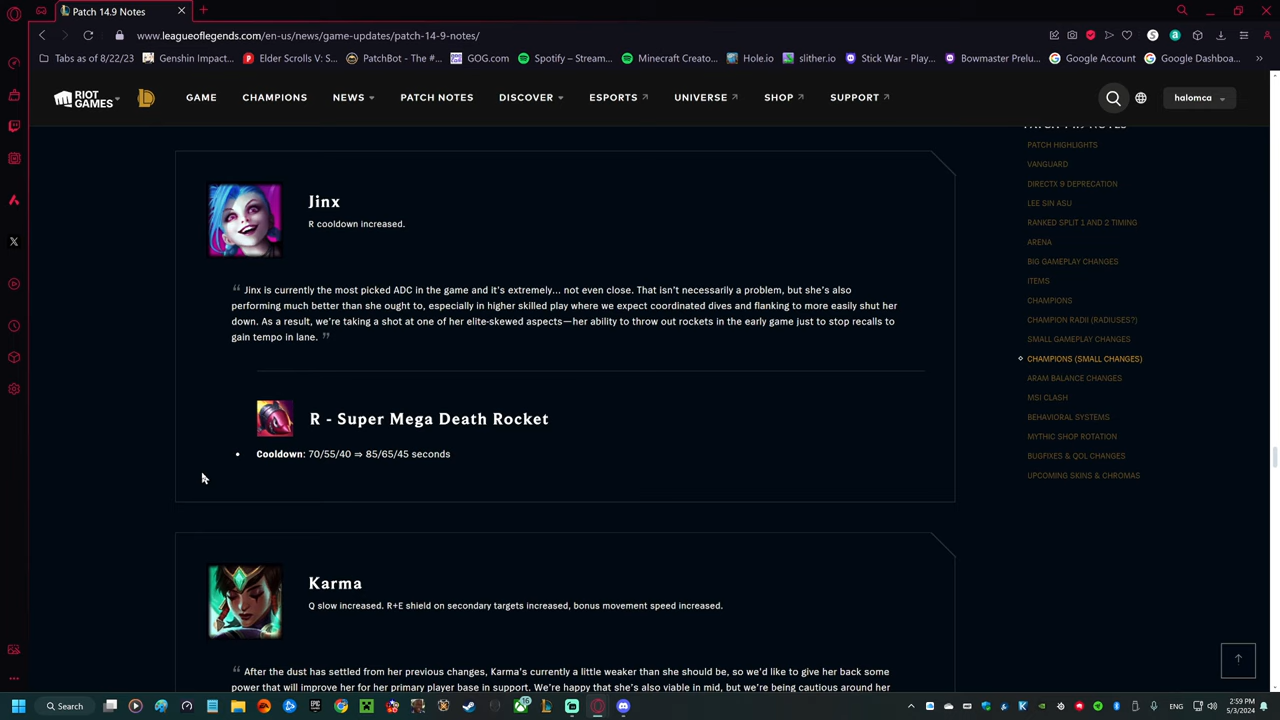 Patch 14.9 Notes
www.leagueoflegends.com/en-us/news/game-updates/patch-14-9-notes/
Tabs as of 8/22/23 Genshin Impact... Elder Scrolls V: S... PatchBot - The #... GOG.com Spotify – Stream... Minecraft Creato... Hole.io slither.io Stick War - Play... Bowmaster Prelu... Google Account Google Dashboa... »
RIOT GAMES GAME CHAMPIONS NEWS PATCH NOTES DISCOVER ESPORTS UNIVERSE SHOP SUPPORT halomca
PATCH 14.9 NOTES
PATCH HIGHLIGHTS
VANGUARD
DIRECTX 9 DEPRECATION
LEE SIN ASU
RANKED SPLIT 1 AND 2 TIMING
ARENA
BIG GAMEPLAY CHANGES
ITEMS
CHAMPIONS
CHAMPION RADII (RADIUSES?)
SMALL GAMEPLAY CHANGES
CHAMPIONS (SMALL CHANGES)
ARAM BALANCE CHANGES
MSI CLASH
BEHAVIORAL SYSTEMS
MYTHIC SHOP ROTATION
BUGFIXES & QOL CHANGES
UPCOMING SKINS & CHROMAS
Jinx
R cooldown increased.
“ Jinx is currently the most picked ADC in the game and it's extremely... not even close. That isn't necessarily a problem, but she's also
performing much better than she ought to, especially in higher skilled play where we expect coordinated dives and flanking to more easily shut her
down. As a result, we're taking a shot at one of her elite-skewed aspects—her ability to throw out rockets in the early game just to stop recalls to
gain tempo in lane. ”
R - Super Mega Death Rocket
• Cooldown: 70/55/40 ⇒ 85/65/45 seconds
Karma
Q slow increased. R+E shield on secondary targets increased, bonus movement speed increased.
“ After the dust has settled from her previous changes, Karma's currently a little weaker than she should be, so we'd like to give her back some
power that will improve her for her primary player base in support. We're happy that she's also viable in mid, but we're being cautious around her
Search
2:59 PM
5/3/2024